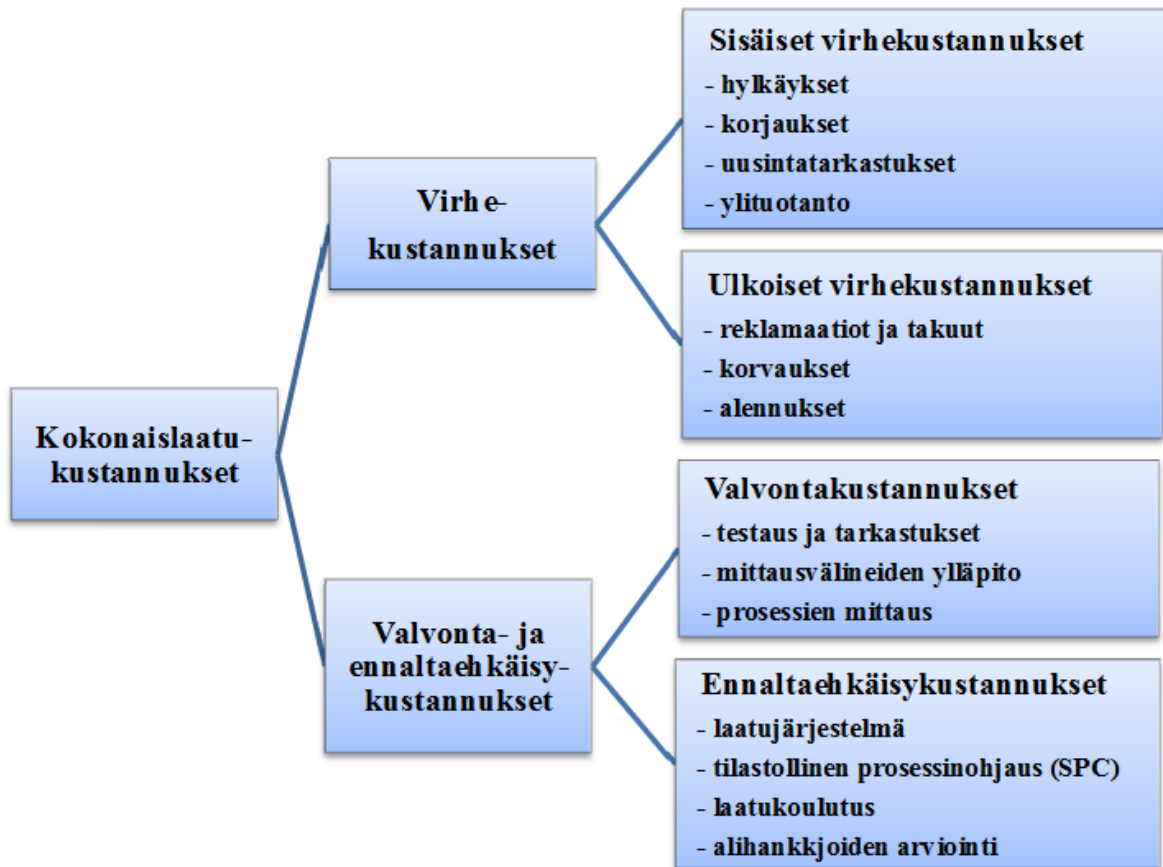 Kokonaislaatu-
kustannukset
Virhe-
kustannukset
Sisäiset virhekustannukset
- hylkäykset
- korjaukset
- uusintatarkastukset
- ylituotanto
Ulkoiset virhekustannukset
- reklamaatiot ja takuut
- korvaukset
- alennukset
Valvonta- ja
ennaltaehkäisy-
kustannukset
Valvontakustannukset
- testaus ja tarkastukset
- mittausvälineiden ylläpito
- prosessien mittaus
Ennaltaehkäisykustannukset
- laatujärjestelmä
- tilastollinen prosessinohjaus (SPC)
- laatukoulutus
- alihankkjoiden arviointi